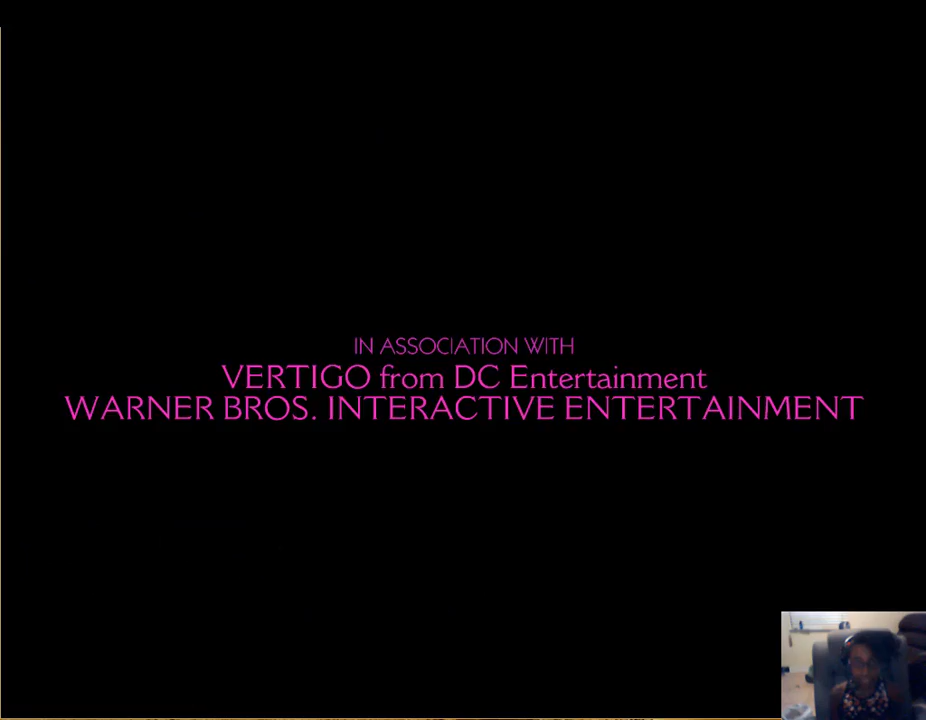 IN ASSOCIATION WITH
VERTIGO from DC Entertainment
WARNER BROS. INTERACTIVE ENTERTAINMENT